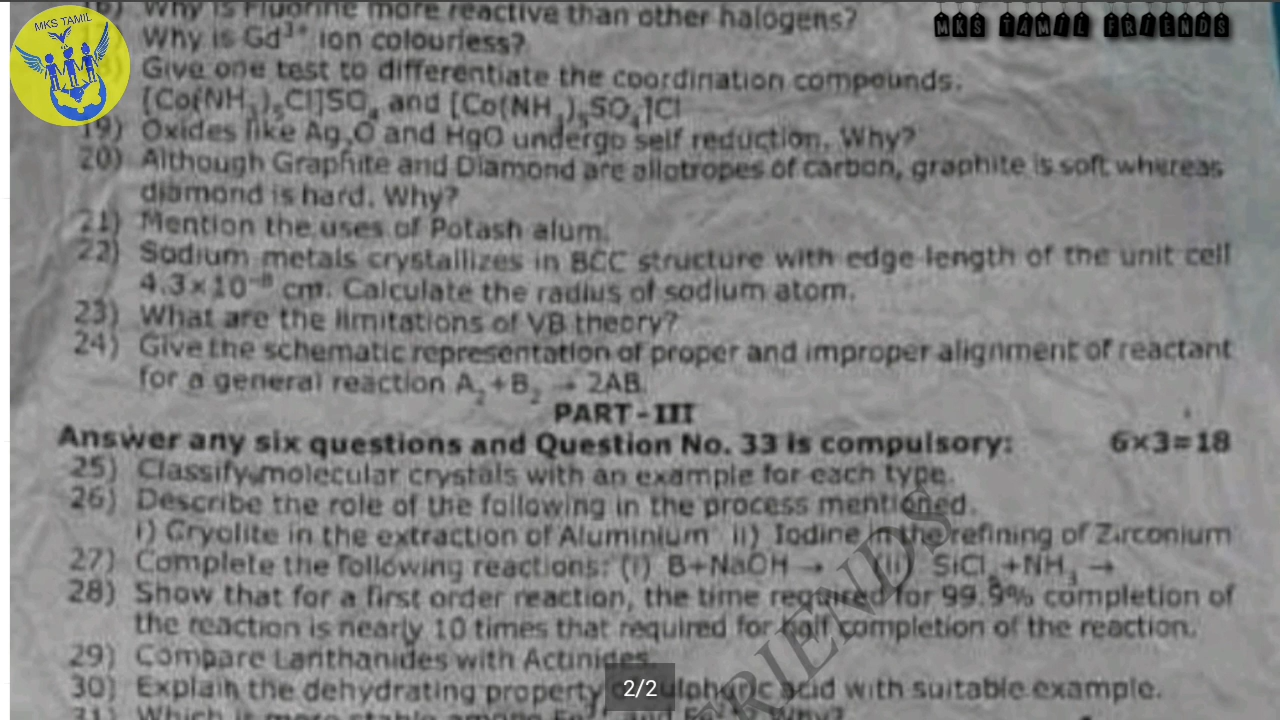 MKS TAMIL
MKS TAMIL FRIENDS
Why is Fluorine more reactive than other halogens?
Why is Gd³⁺ ion colourless?
Give one test to differentiate the coordination compounds.
[Co(NH₃)₅Cl]SO₄ and [Co(NH₃)₅SO₄]Cl
19) Oxides like Ag₂O and HgO undergo self reduction. Why?
20) Although Graphite and Diamond are allotropes of carbon, graphite is soft whereas
diamond is hard. Why?
21) Mention the uses of Potash alum.
22) Sodium metals crystallizes in BCC structure with edge length of the unit cell
4.3×10⁻⁸ cm. Calculate the radius of sodium atom.
23) What are the limitations of VB theory?
24) Give the schematic representation of proper and improper alignment of reactant
for a general reaction A₂+B₂ → 2AB.
PART-III
Answer any six questions and Question No. 33 is compulsory: 6×3=18
25) Classify molecular crystals with an example for each type.
26) Describe the role of the following in the process mentioned.
i) Cryolite in the extraction of Aluminium ii) Iodine in the refining of Zirconium
27) Complete the following reactions: (i) B+NaOH → (ii) SiCl₄+NH₃ →
28) Show that for a first order reaction, the time required for 99.9% completion of
the reaction is nearly 10 times that required for half completion of the reaction.
29) Compare Lanthanides with Actinides.
30) Explain the dehydrating property sulphuric acid with suitable example.
31) Which is more stable among Fe³⁺ and Why?
FRIENDS
2/2